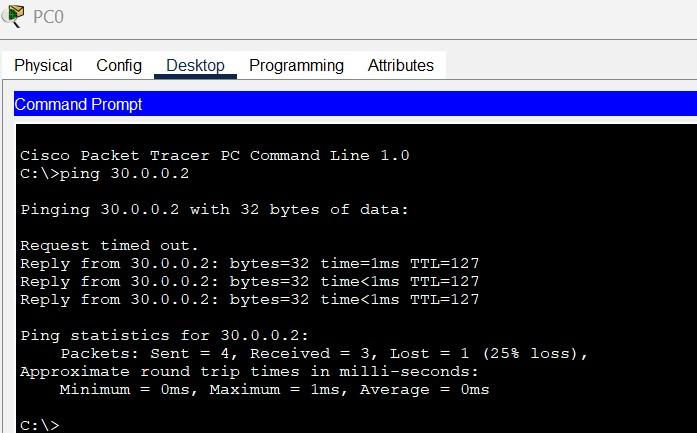 PC0
Physical Config Desktop Programming Attributes
Command Prompt
Cisco Packet Tracer PC Command Line 1.0
C:\>ping 30.0.0.2
Pinging 30.0.0.2 with 32 bytes of data:
Request timed out.
Reply from 30.0.0.2: bytes=32 time=1ms TTL=127
Reply from 30.0.0.2: bytes=32 time<1ms TTL=127
Reply from 30.0.0.2: bytes=32 time<1ms TTL=127
Ping statistics for 30.0.0.2:
Packets: Sent = 4, Received = 3, Lost = 1 (25% loss),
Approximate round trip times in milli-seconds:
Minimum = 0ms, Maximum = 1ms, Average = 0ms
C:\>